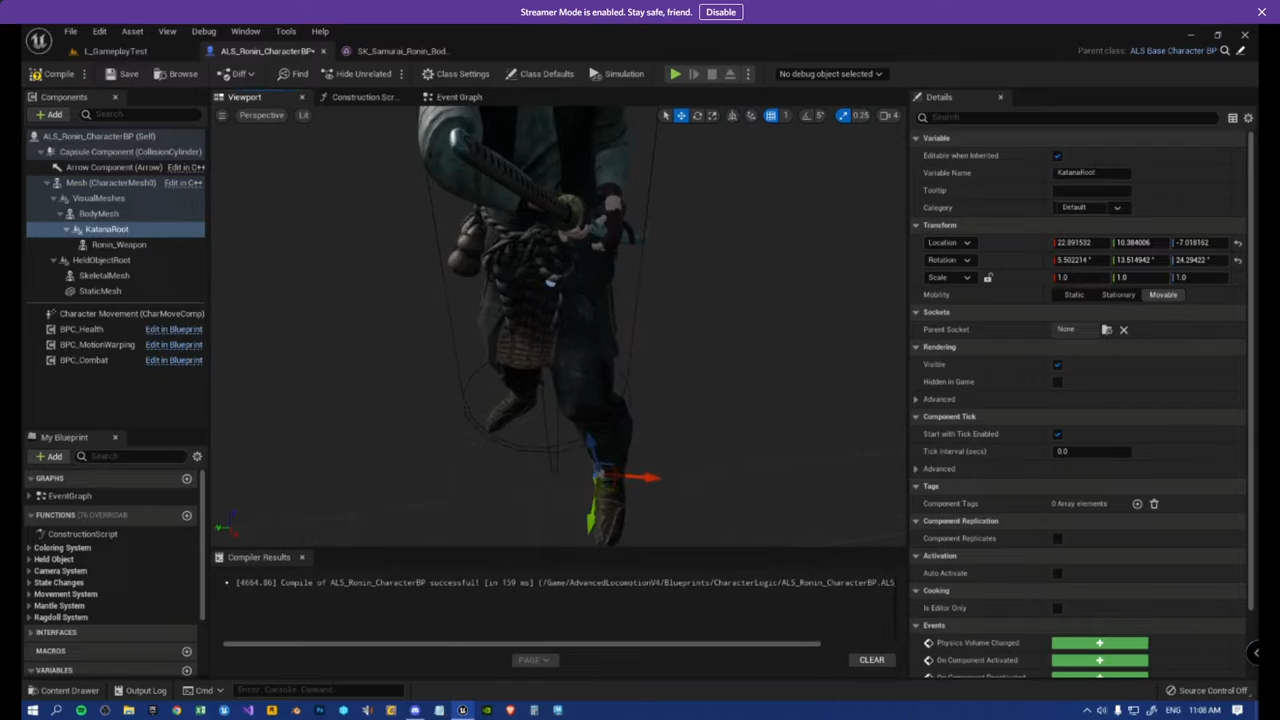 Streamer Mode is enabled. Stay safe, friend. Disable
File Edit Asset View Debug Window Tools Help
L_GameplayTest ALS_Ronin_CharacterBP* SK_Samurai_Ronin_Bod... Parent class: ALS Base Character BP
Compile Save Browse Diff Find Hide Unrelated Class Settings Class Defaults Simulation No debug object selected
Components Viewport Construction Scr... Event Graph Details
Add Search Perspective Lit 1 5° 0.25 4 Search
ALS_Ronin_CharacterBP (Self)
Capsule Component (CollisionCylinder)
Arrow Component (Arrow) Edit in C++
Mesh (CharacterMesh0) Edit in C++
VisualMeshes
BodyMesh
KatanaRoot
Ronin_Weapon
HeldObjectRoot
SkeletalMesh
StaticMesh
Character Movement (CharMoveComp)
BPC_Health Edit in Blueprint
BPC_MotionWarping Edit in Blueprint
BPC_Combat Edit in Blueprint
My Blueprint
Add Search
GRAPHS
EventGraph
FUNCTIONS (76 OVERRIDAB
ConstructionScript
Coloring System
Held Object
Camera System
State Changes
Movement System
Mantle System
Ragdoll System
INTERFACES
MACROS
VARIABLES
Compiler Results
[4664.86] Compile of ALS_Ronin_CharacterBP successful! [in 159 ms] (/Game/AdvancedLocomotionV4/Blueprints/CharacterLogic/ALS_Ronin_CharacterBP.ALS
PAGE CLEAR
Variable
Editable when Inherited
Variable Name KatanaRoot
Tooltip
Category Default
Transform
Location 22.891532 10.384006 -7.018162
Rotation 5.502214 ° 13.514942 ° 24.29422 °
Scale 1.0 1.0 1.0
Mobility Static Stationary Movable
Sockets
Parent Socket None
Rendering
Visible
Hidden in Game
Advanced
Component Tick
Start with Tick Enabled
Tick Interval (secs) 0.0
Advanced
Tags
Component Tags 0 Array elements
Component Replication
Component Replicates
Activation
Auto Activate
Cooking
Is Editor Only
Events
Physics Volume Changed
On Component Activated
Content Drawer Output Log Cmd Enter Console Command Source Control Off
ENG 11:08 AM